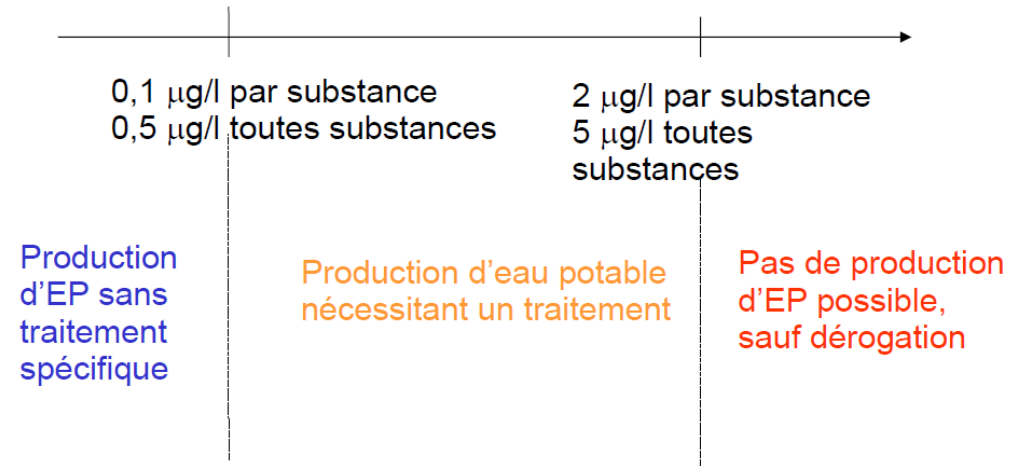 0,1 μg/l par substance
0,5 μg/l toutes substances
2 μg/l par substance
5 μg/l toutes
substances
Production
d’EP sans
traitement
spécifique
Production d’eau potable
nécessitant un traitement
Pas de production
d’EP possible,
sauf dérogation